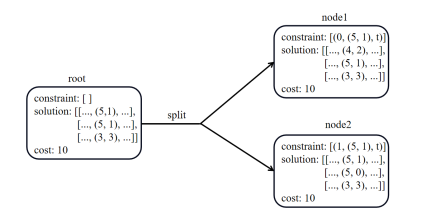 root
constraint: [ ]
solution: [[..., (5,1), ...],
[..., (5, 1), ...],
[..., (3, 3), ...]]
cost: 10
split
node1
constraint: [(0, (5, 1), t)]
solution: [[..., (4, 2), ...],
[..., (5, 1), ...],
[..., (3, 3), ...]]
cost: 10
node2
constraint: [(1, (5, 1), t)]
solution: [[..., (5, 1), ...],
[..., (5, 0), ...],
[..., (3, 3), ...]]
cost: 10